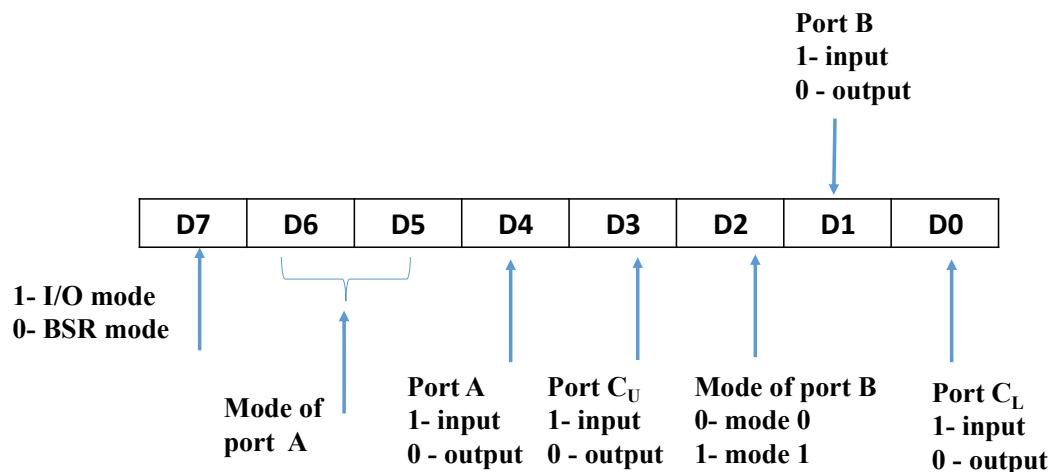 Port B
1- input
0 - output
D7 D6 D5 D4 D3 D2 D1 D0
1- I/O mode
0- BSR mode
Mode of
port A
Port A
1- input
0 - output
Port CU
1- input
0 - output
Mode of port B
0- mode 0
1- mode 1
Port CL
1- input
0 - output